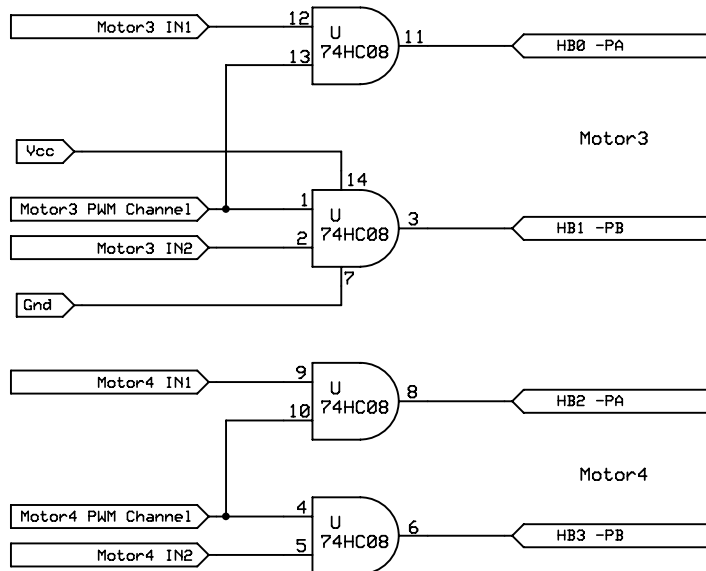 Motor3 IN1
12
U
74HC08
13
11
HB0 -PA
Motor3
Vcc
14
Motor3 PWM Channel
1
U
74HC08
3
HB1 -PB
Motor3 IN2
2
7
Gnd
Motor4 IN1
9
U
74HC08
10
8
HB2 -PA
Motor4
Motor4 PWM Channel
4
U
74HC08
6
HB3 -PB
Motor4 IN2
5